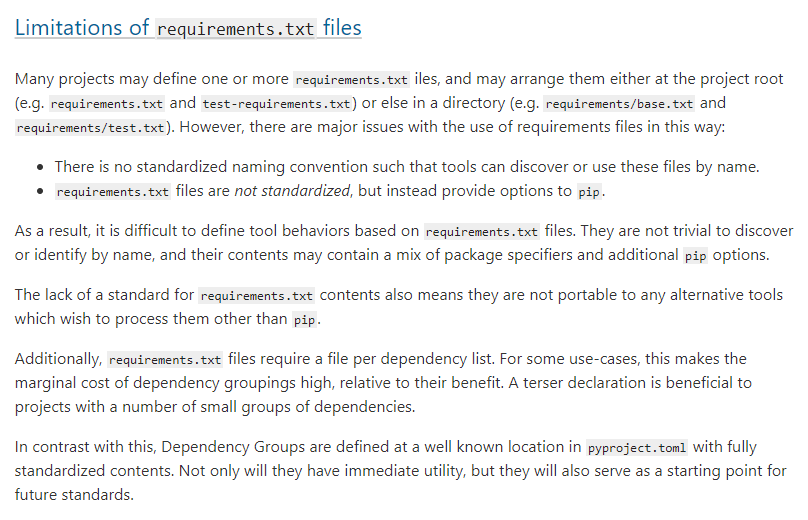 Limitations of requirements.txt files
Many projects may define one or more requirements.txt iles, and may arrange them either at the project root
(e.g. requirements.txt and test-requirements.txt) or else in a directory (e.g. requirements/base.txt and
requirements/test.txt). However, there are major issues with the use of requirements files in this way:
• There is no standardized naming convention such that tools can discover or use these files by name.
• requirements.txt files are not standardized, but instead provide options to pip.
As a result, it is difficult to define tool behaviors based on requirements.txt files. They are not trivial to discover
or identify by name, and their contents may contain a mix of package specifiers and additional pip options.
The lack of a standard for requirements.txt contents also means they are not portable to any alternative tools
which wish to process them other than pip.
Additionally, requirements.txt files require a file per dependency list. For some use-cases, this makes the
marginal cost of dependency groupings high, relative to their benefit. A terser declaration is beneficial to
projects with a number of small groups of dependencies.
In contrast with this, Dependency Groups are defined at a well known location in pyproject.toml with fully
standardized contents. Not only will they have immediate utility, but they will also serve as a starting point for
future standards.